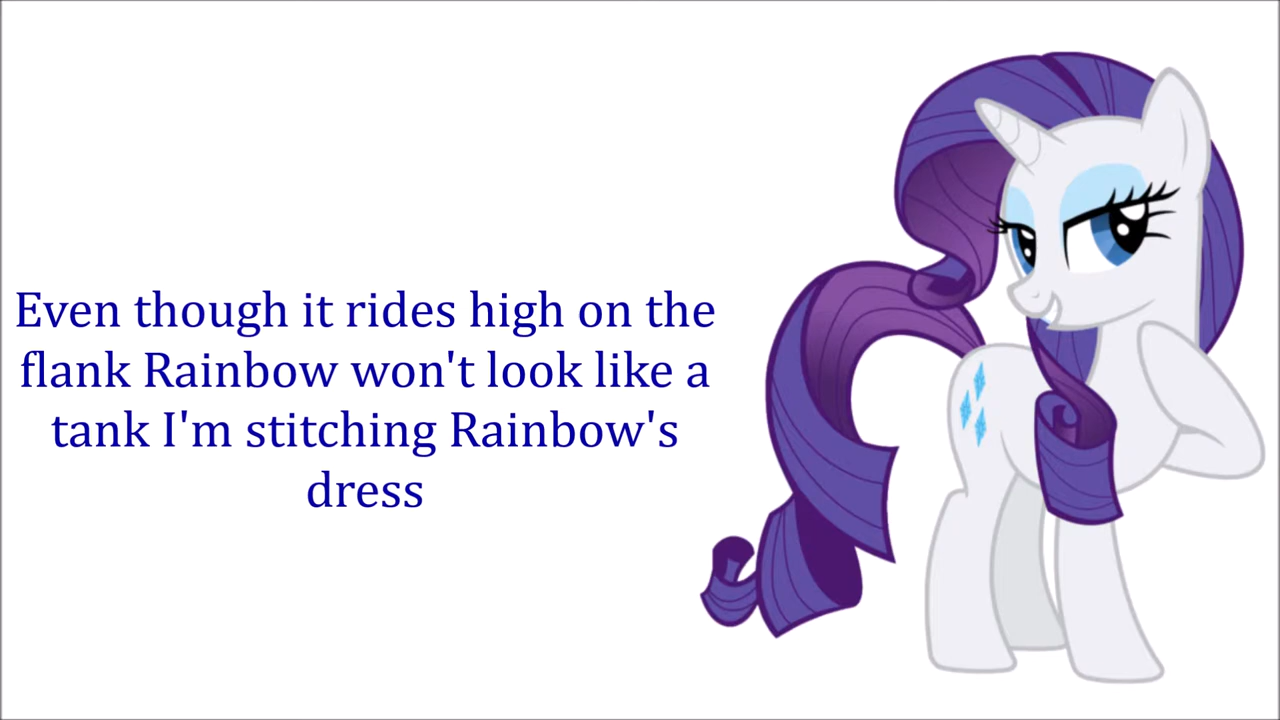 Even though it rides high on the
flank Rainbow won't look like a
tank I'm stitching Rainbow's
dress